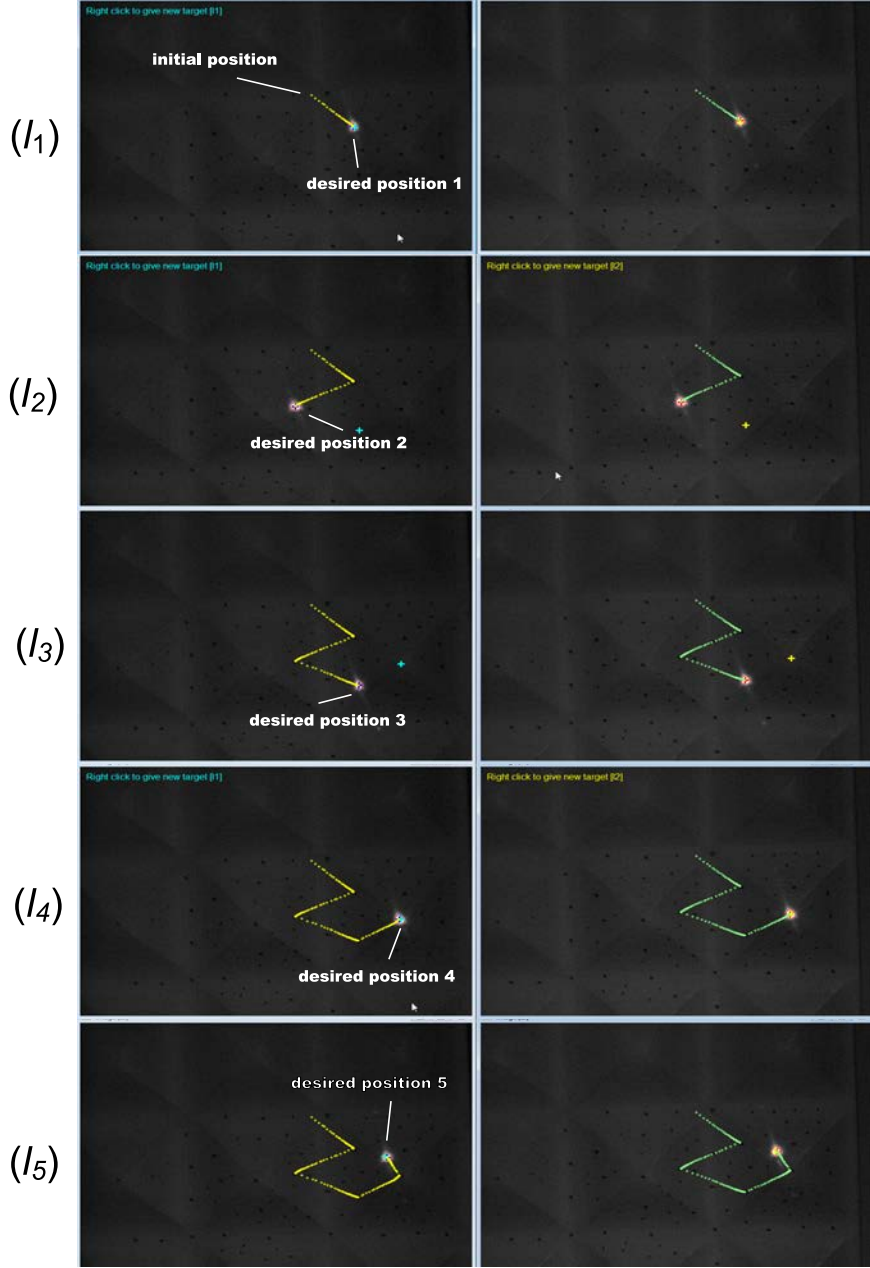 Right click to give new target [I1]
initial position
(I1)
desired position 1
Right click to give new target [I1]
Right click to give new target [I2]
(I2)
desired position 2
(I3)
desired position 3
Right click to give new target [I1]
Right click to give new target [I2]
(I4)
desired position 4
desired position 5
(I5)